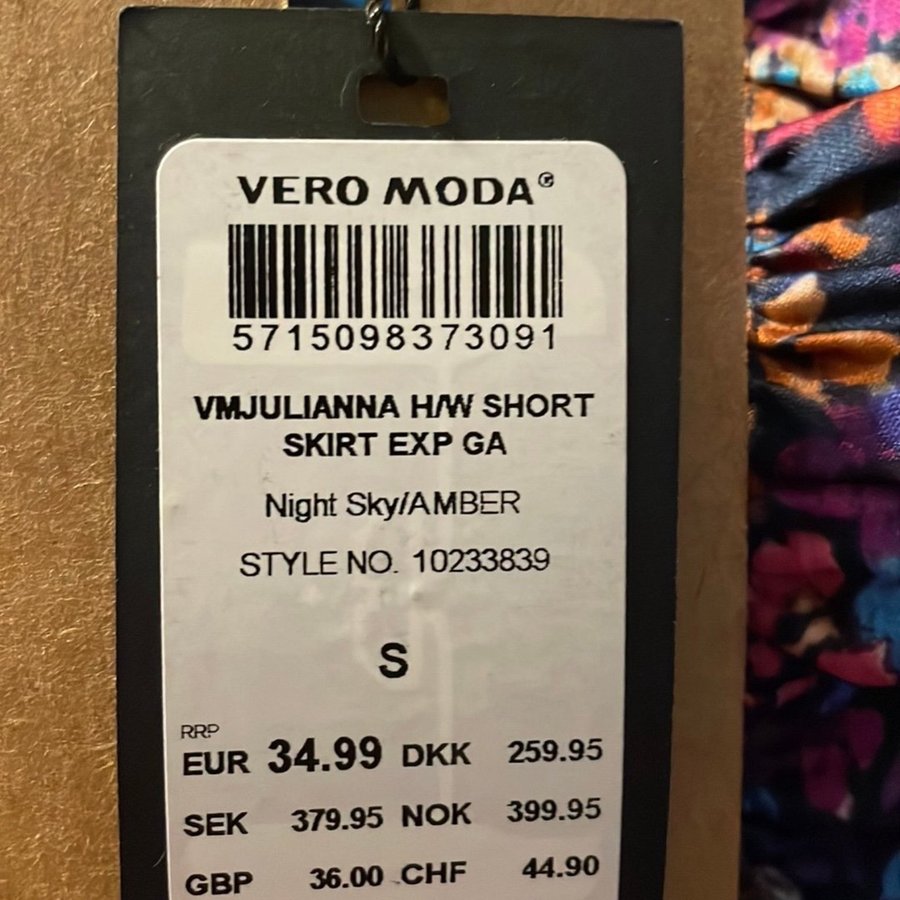 VERO MODA®
5715098373091
VMJULIANNA H/W SHORT
SKIRT EXP GA
Night Sky/AMBER
STYLE NO. 10233839
S
RRP
EUR 34.99 DKK 259.95
SEK 379.95 NOK 399.95
GBP 36.00 CHF 44.90